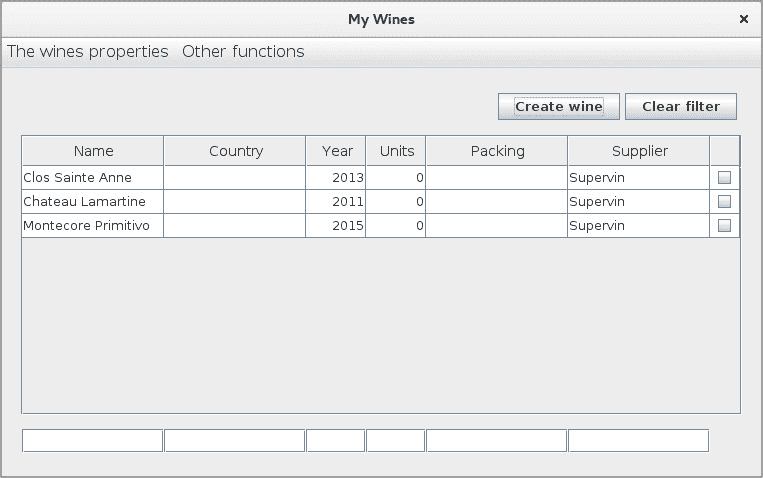 My Wines ×
The wines properties Other functions
Create wine Clear filter
Name Country Year Units Packing Supplier
Clos Sainte Anne 2013 0 Supervin
Chateau Lamartine 2011 0 Supervin
Montecore Primitivo 2015 0 Supervin